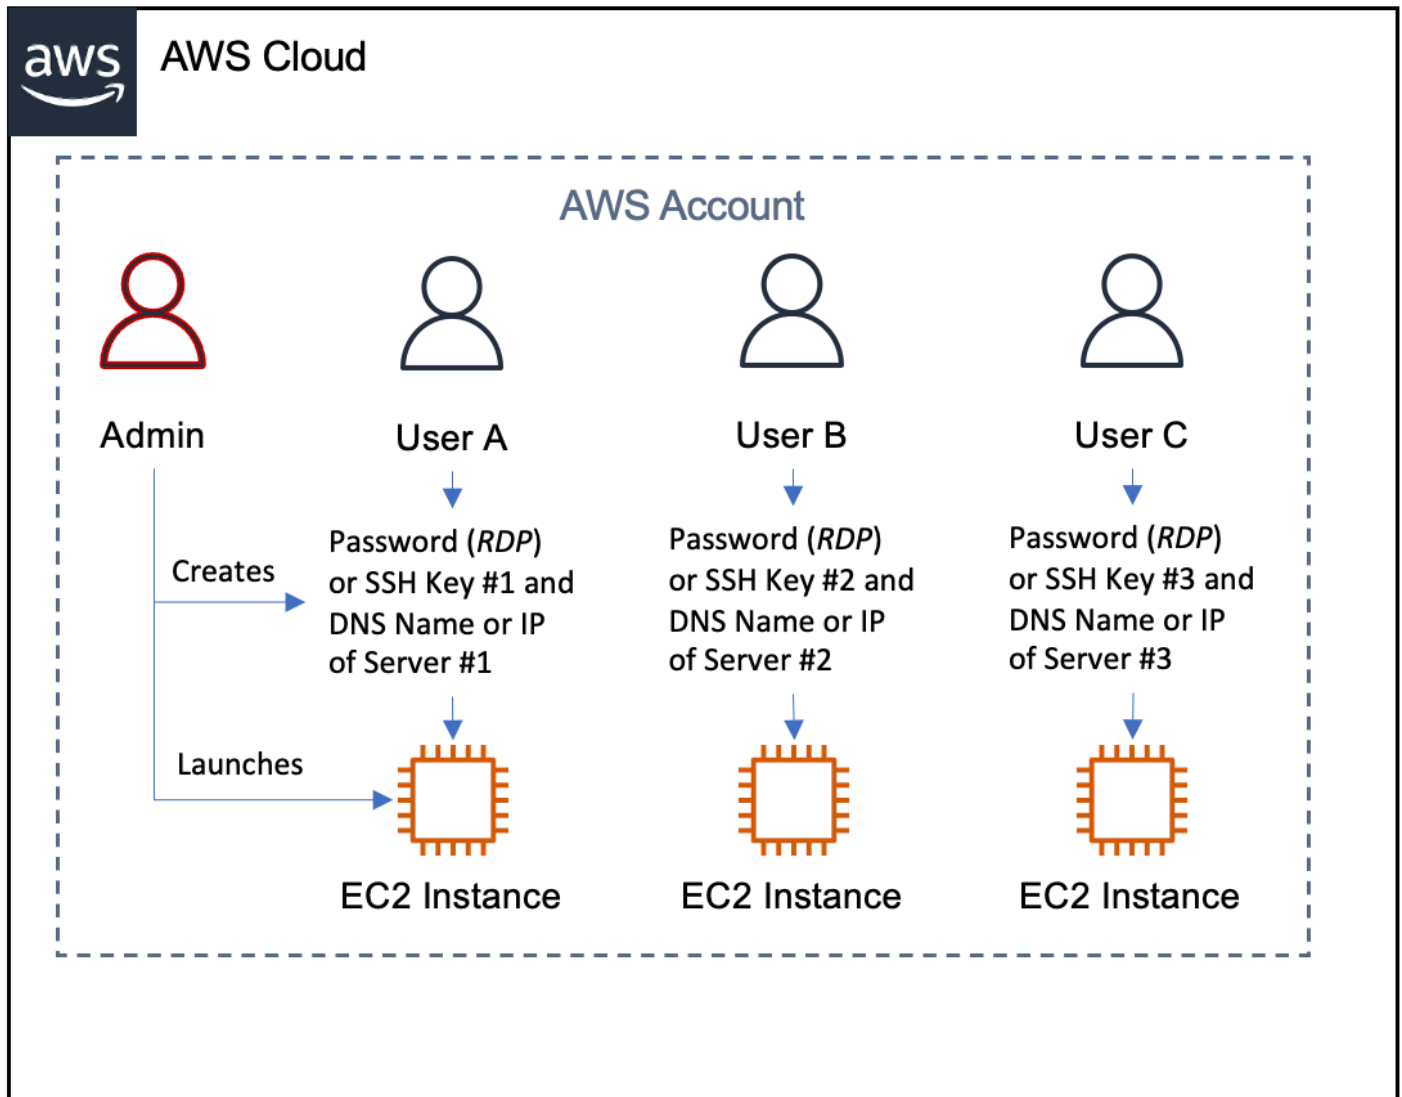 aws
AWS Cloud
AWS Account
Admin
User A
User B
User C
Creates
Launches
Password (RDP)
or SSH Key #1 and
DNS Name or IP
of Server #1
Password (RDP)
or SSH Key #2 and
DNS Name or IP
of Server #2
Password (RDP)
or SSH Key #3 and
DNS Name or IP
of Server #3
EC2 Instance
EC2 Instance
EC2 Instance